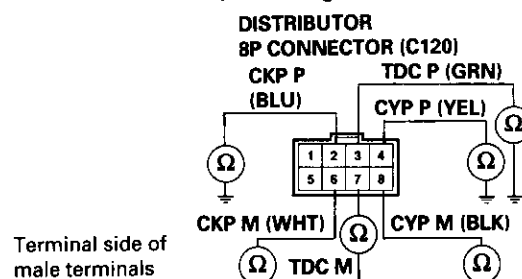 DISTRIBUTOR
8P CONNECTOR (C120)
CKP P
(BLU)
TDC P (GRN)
CYP P (YEL)
Ω
Ω
Ω
1 2 3 4
5 6 7 8
CKP M (WHT)
CYP M (BLK)
Ω
Ω
Ω
TDC M
Terminal side of
male terminals